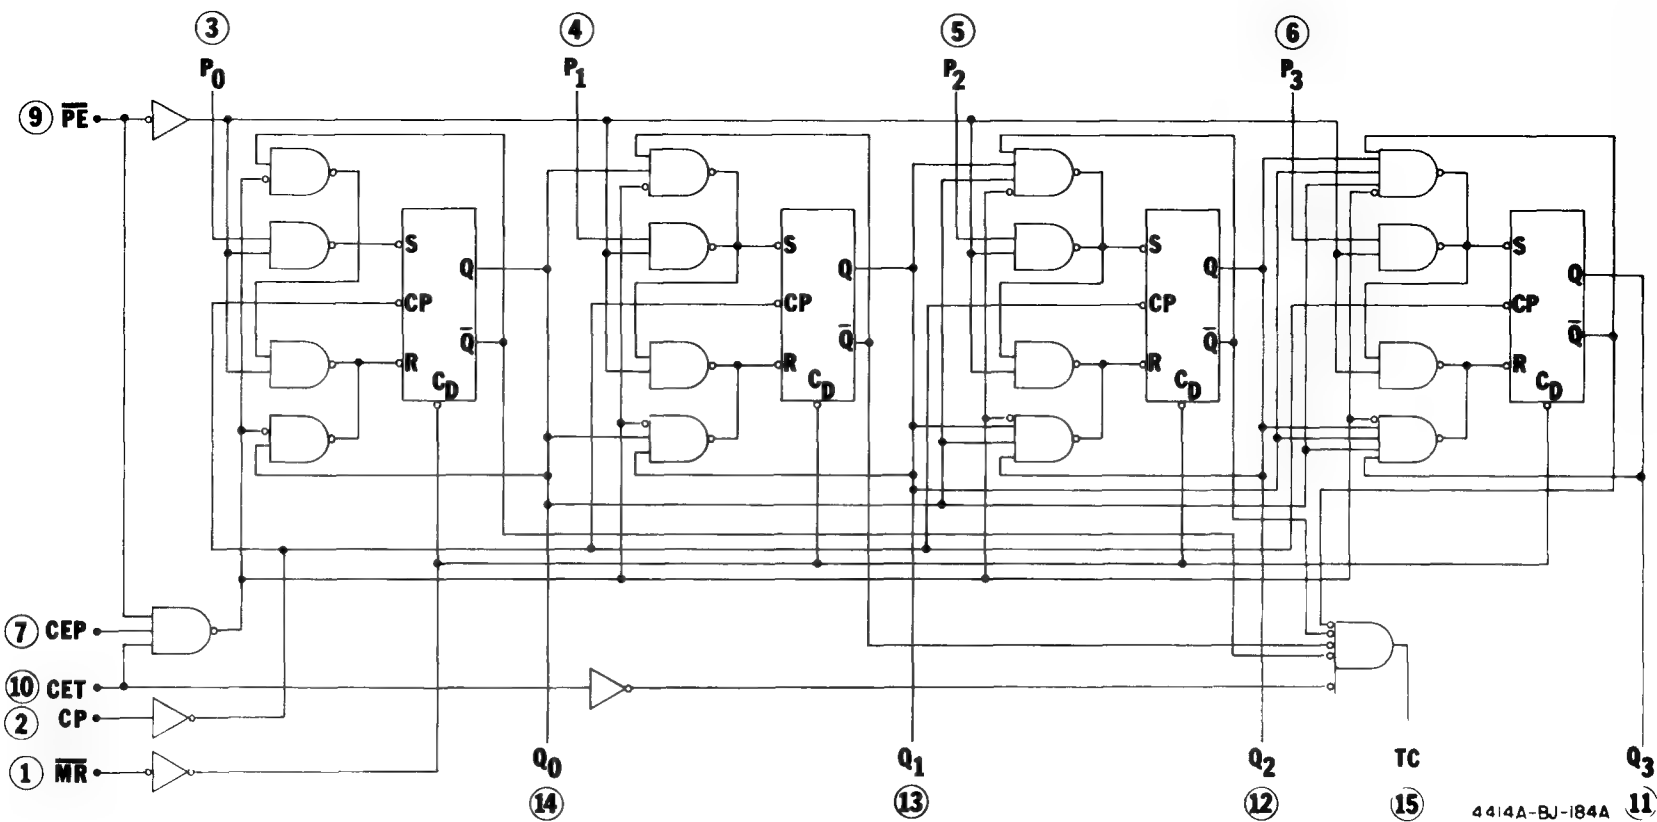 3 4 5 6
P0 P1 P2 P3
9 PE
S S S S
Q Q Q Q
CP CP CP CP
Q Q Q Q
R R R R
CD CD CD CD
7 CEP
10 CET
2 CP
1 MR
Q0 Q1 Q2 TC Q3
14 13 12 15 11
4414A-BJ-184A